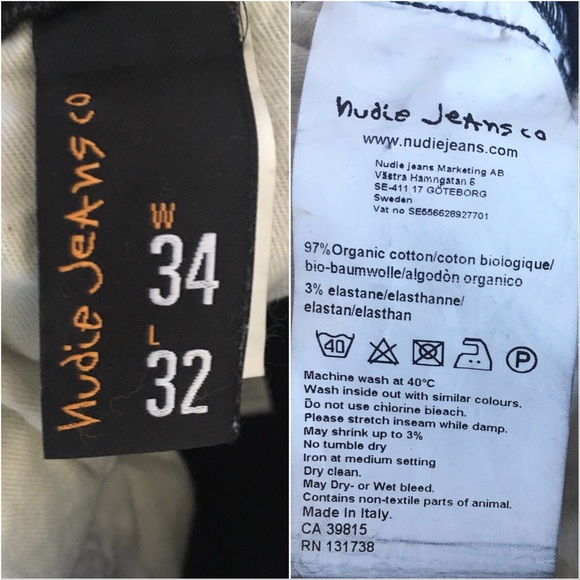 nudie Jeans co
W
34
L
32
nudie Jeans co
www.nudiejeans.com
Nudie jeans Marketing AB
Västra Hamngatan 6
SE-411 17 GÖTEBORG
Sweden
Vat no SE556628927701
97%Organic cotton/coton biologique/
bio-baumwolle/algodòn organico
3% elastane/elasthanne/
elastan/elasthan
40
P
Machine wash at 40°C
Wash inside out with similar colours.
Do not use chlorine bleach.
Please stretch inseam while damp.
May shrink up to 3%
No tumble dry
Iron at medium setting
Dry clean.
May Dry- or Wet bleed.
Contains non-textile parts of animal.
Made In Italy.
CA 39815
RN 131738